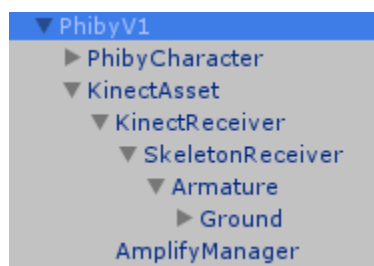 PhibyV1
PhibyCharacter
KinectAsset
KinectReceiver
SkeletonReceiver
Armature
Ground
AmplifyManager